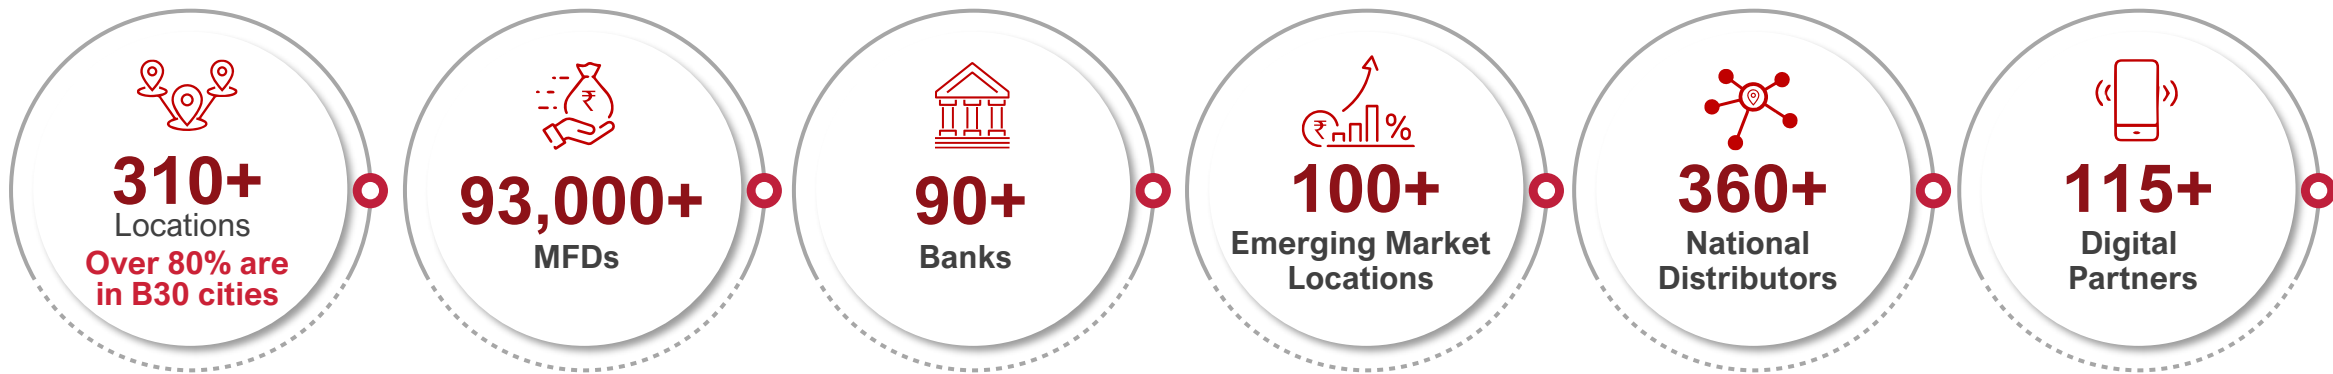 310+
Locations
Over 80% are
in B30 cities
₹
93,000+
MFDs
90+
Banks
₹ %
100+
Emerging Market
Locations
360+
National
Distributors
115+
Digital
Partners